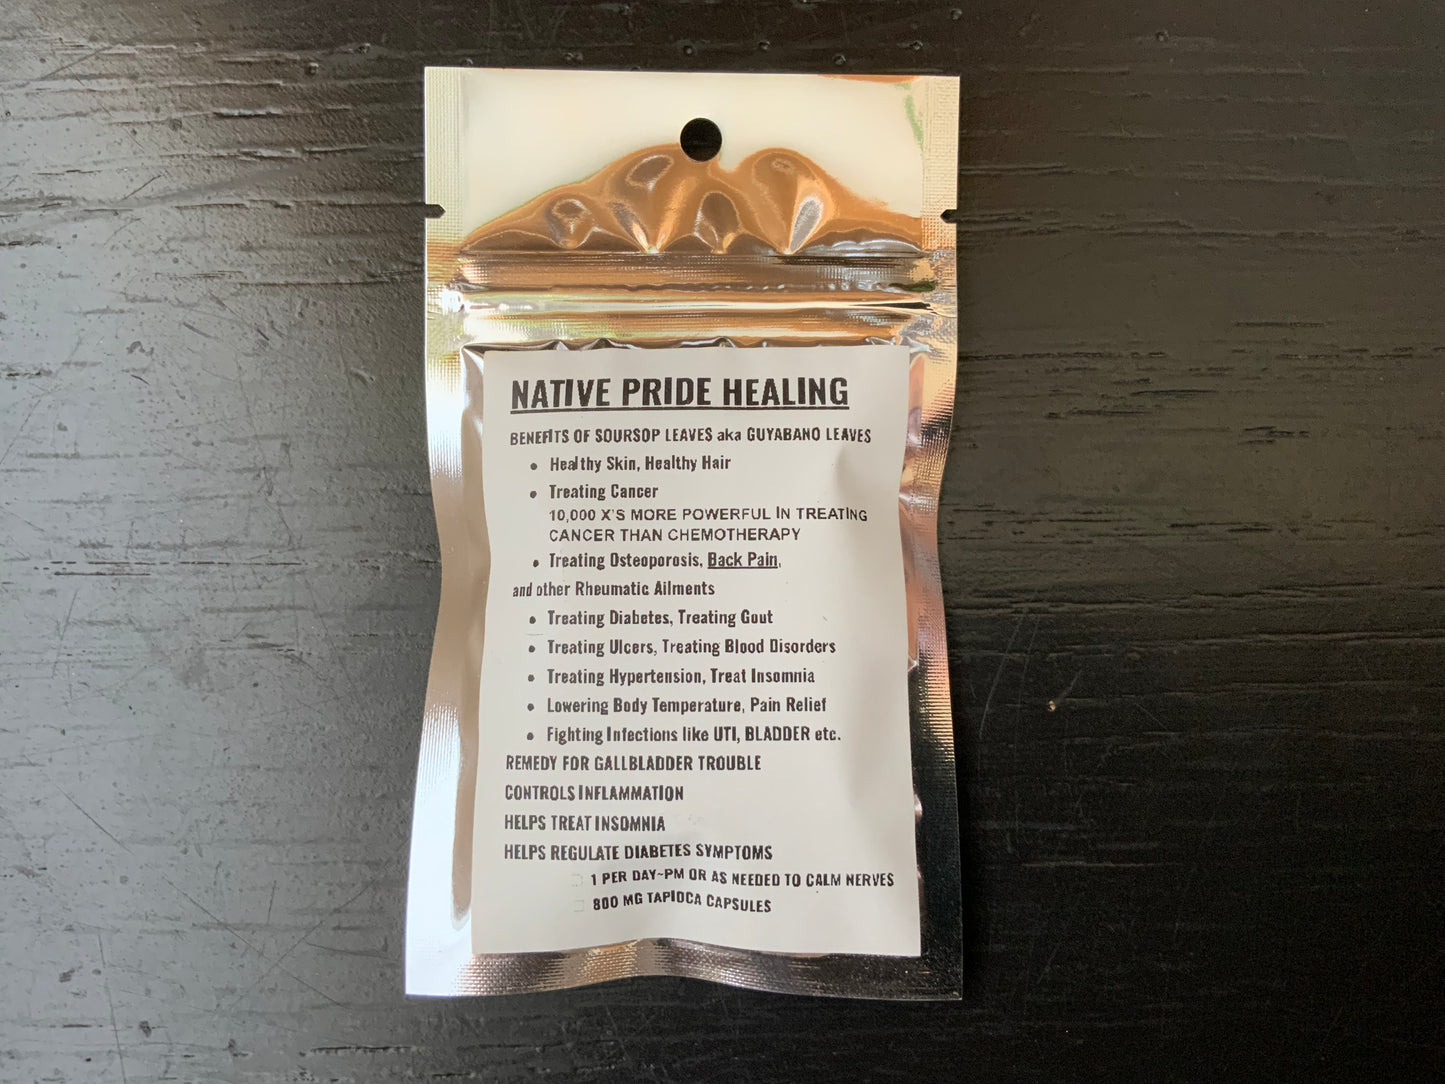 NATIVE PRIDE HEALING
BENEFITS OF SOURSOP LEAVES aka GUYABANO LEAVES
• Healthy Skin, Healthy Hair
• Treating Cancer
10,000 X'S MORE POWERFUL IN TREATING
CANCER THAN CHEMOTHERAPY
• Treating Osteoporosis, Back Pain,
and other Rheumatic Ailments
• Treating Diabetes, Treating Gout
• Treating Ulcers, Treating Blood Disorders
• Treating Hypertension, Treat Insomnia
• Lowering Body Temperature, Pain Relief
• Fighting Infections like UTI, BLADDER etc.
REMEDY FOR GALLBLADDER TROUBLE
CONTROLS INFLAMMATION
HELPS TREAT INSOMNIA
HELPS REGULATE DIABETES SYMPTOMS
☐ 1 PER DAY~PM OR AS NEEDED TO CALM NERVES
☐ 800 MG TAPIOCA CAPSULES